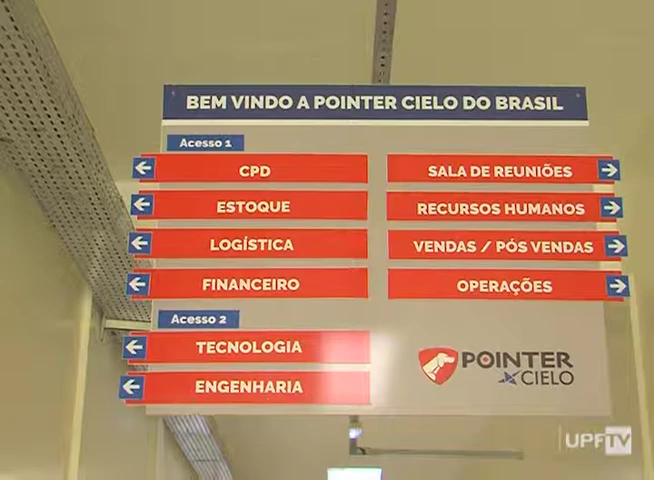 BEM VINDO A POINTER CIELO DO BRASIL
Acesso 1
CPD
ESTOQUE
LOGÍSTICA
FINANCEIRO
SALA DE REUNIÕES
RECURSOS HUMANOS
VENDAS / PÓS VENDAS
OPERAÇÕES
Acesso 2
TECNOLOGIA
ENGENHARIA
POINTER
CIELO
UPFTV